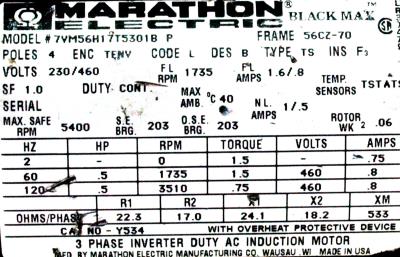 MARATHON
ELECTRIC BLACK MAX
MODEL # 7VM56H17T5301B P FRAME 56CZ-70
POLES 4 ENC TENV CODE L DES B TYPE TS INS F3
VOLTS 230/460 FL RPM 1735 FL AMPS 1.6/.8 TEMP. SENSORS TSTATS
SF 1.0 DUTY CONT. MAX AMB. °C 40
SERIAL NL. 1/.5
MAX. SAFE RPM 5400 S.E. BRG. 203 O.S.E. BRG. 203 AMPS ROTOR WK 2 .06
HZ HP RPM TORQUE VOLTS AMPS
2 - 0 1.5 - .75
60 .5 1735 1.5 460 .8
120 .5 3510 .75 460 .8
R1 R2 X1 X2 XM
OHMS/PHASE 22.3 17.0 24.1 18.2 533
CAT NO - Y534 WITH OVERHEAT PROTECTIVE DEVICE
3 PHASE INVERTER DUTY AC INDUCTION MOTOR
MFD. BY MARATHON ELECTRIC MANUFACTURING CO. WAUSAU . WI MADE IN USA